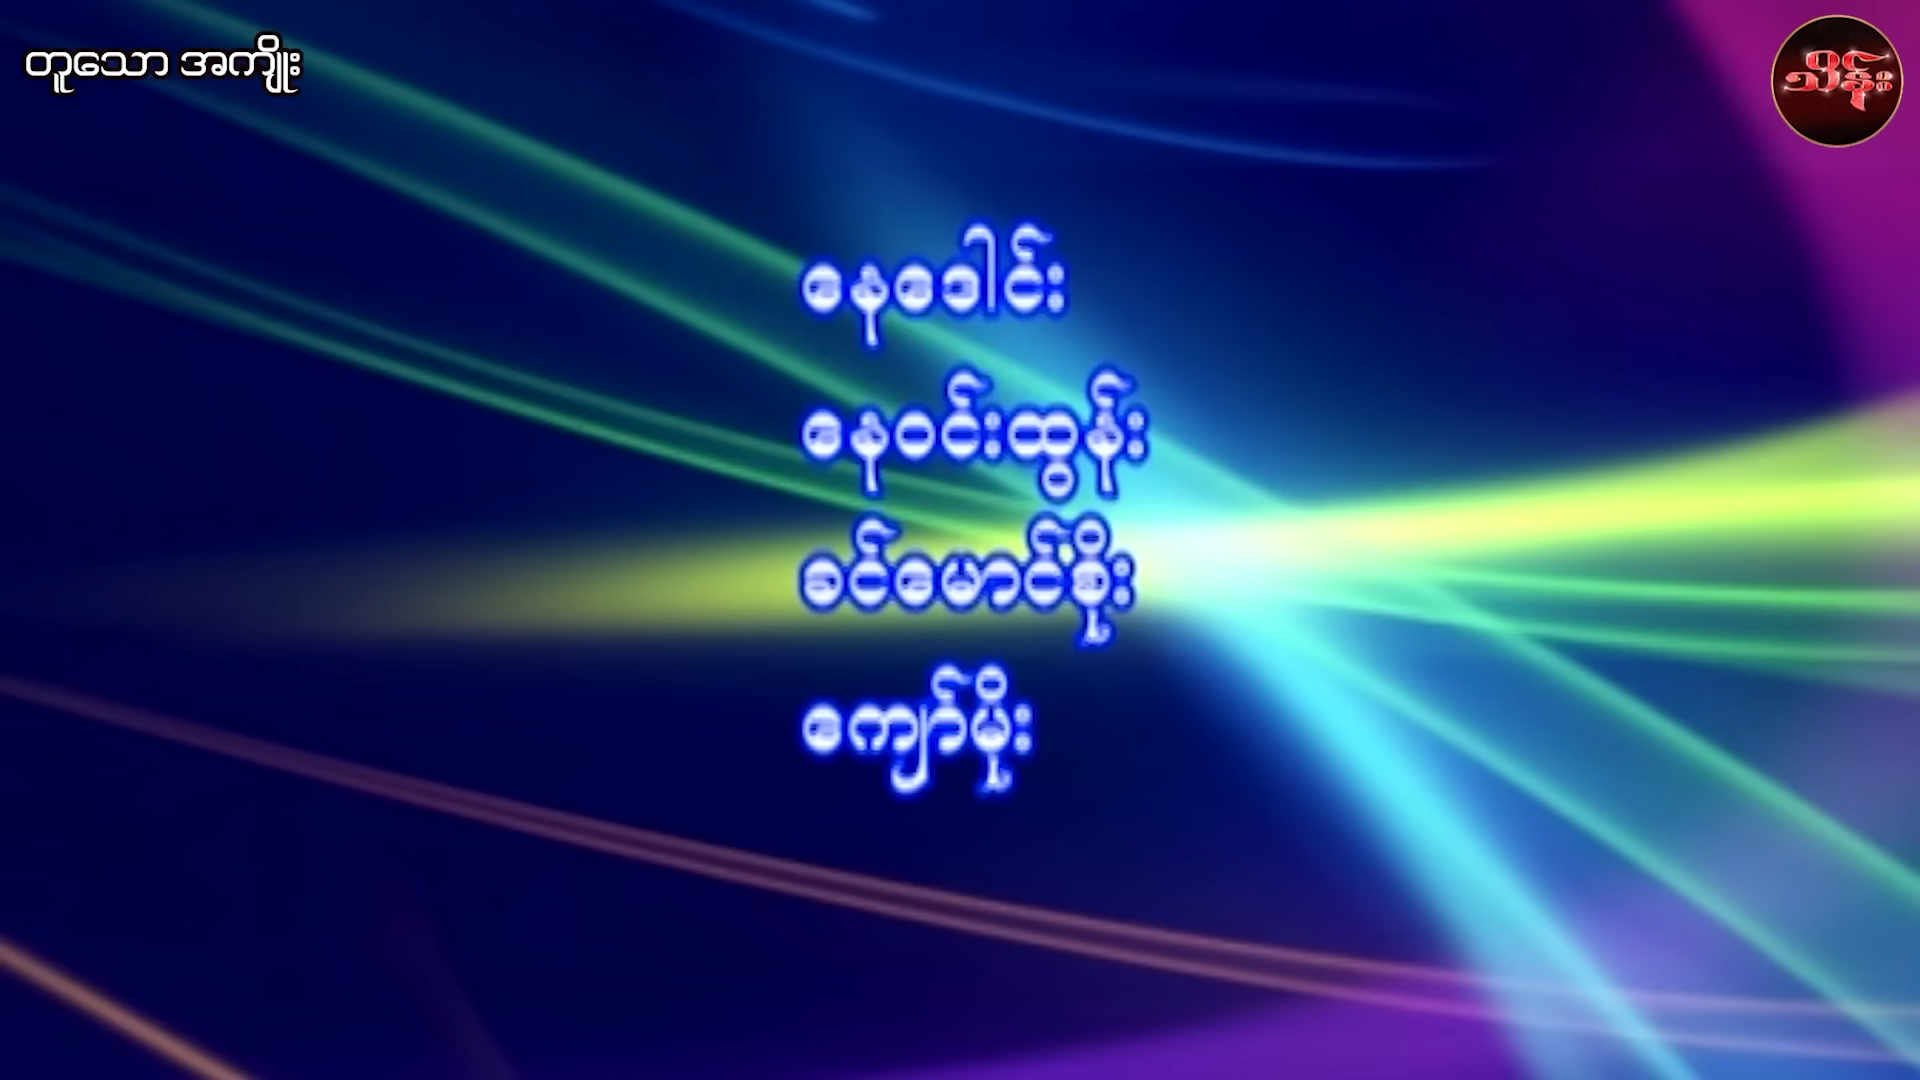 တူသော အကျိုး
သိန်း
နေဒေါင်း
နေဝင်းထွန်း
ခင်မောင်စိုး
ကျော်မိုး